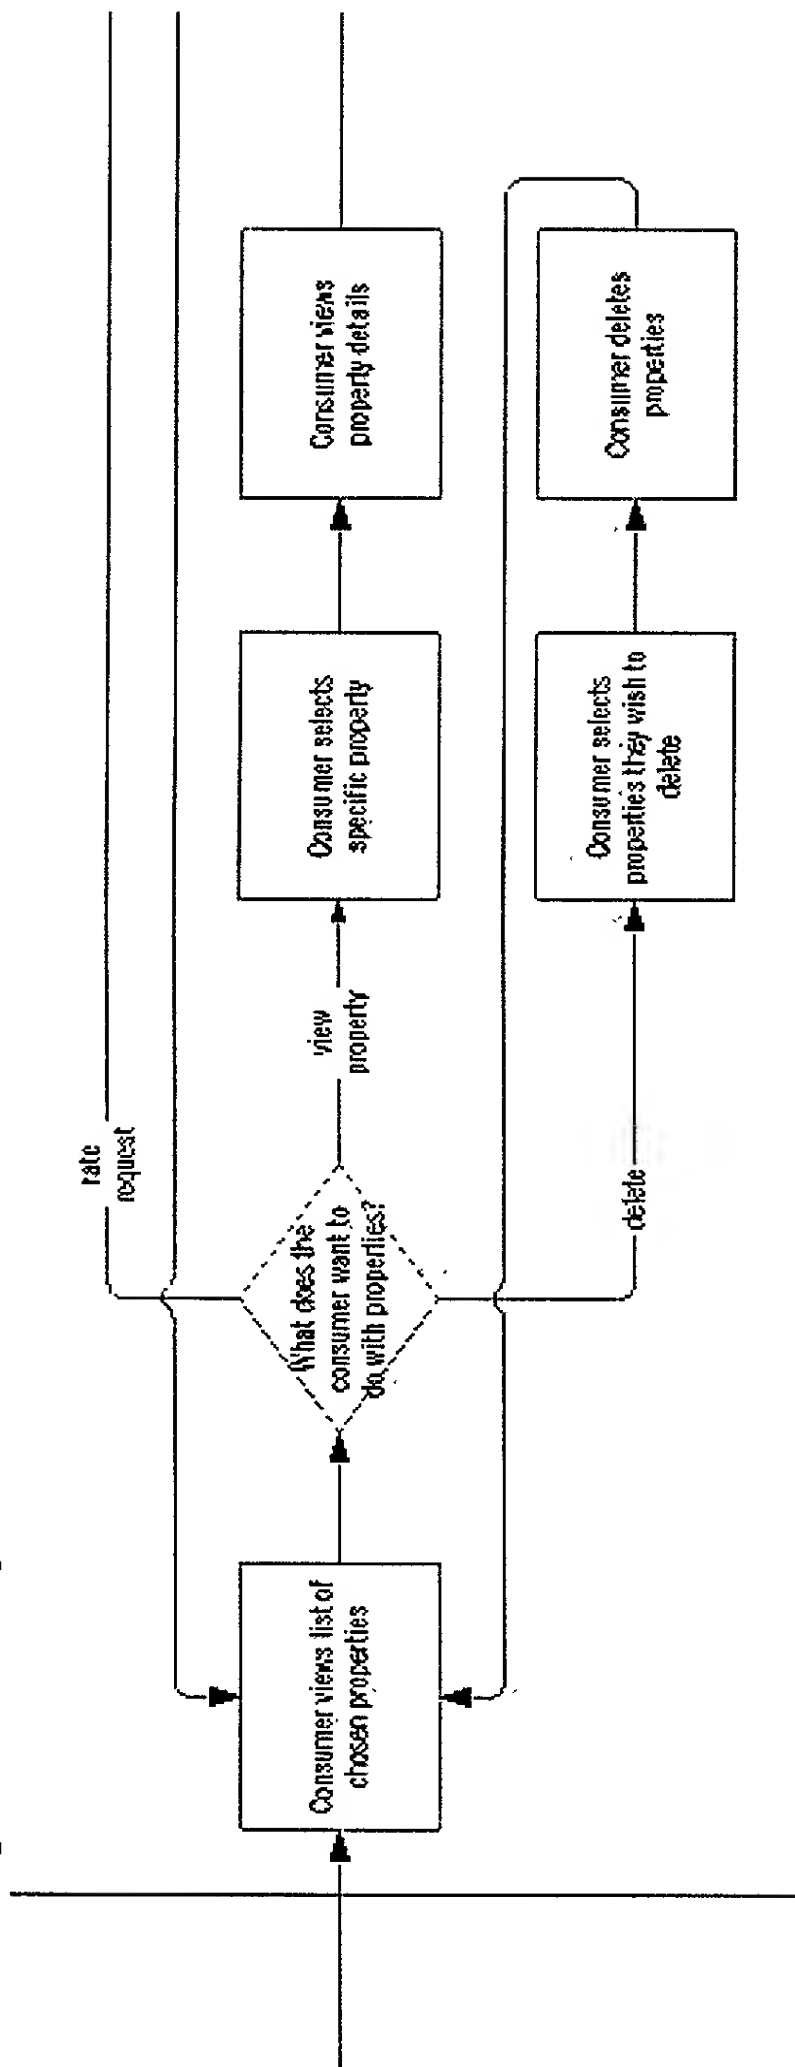 Consumer views list of
chosen properties
What does the
consumer want to
do with properties?
rate
request
view
property
delete
Consumer selects
specific property
Consumer views
property details
Consumer selects
properties they wish to
delete
Consumer deletes
properties